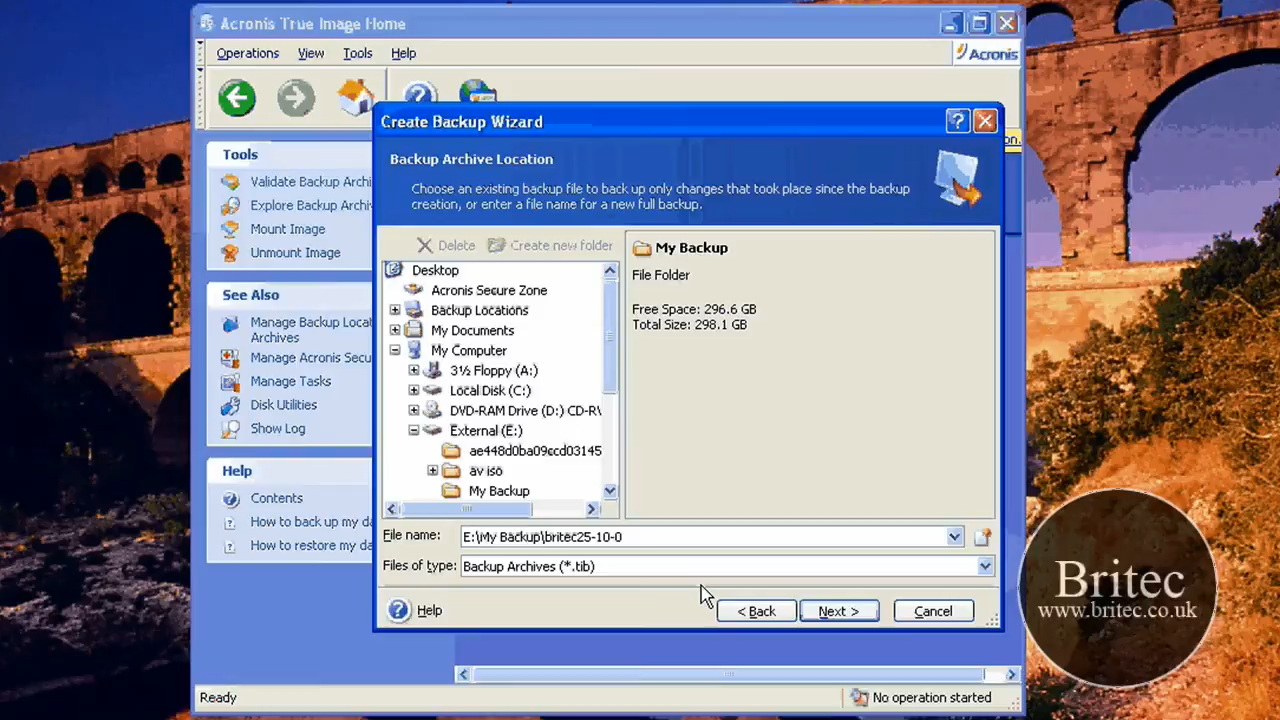 Acronis True Image Home
Operations View Tools Help
Acronis
Create Backup Wizard
Backup Archive Location
Choose an existing backup file to back up only changes that took place since the backup
creation, or enter a file name for a new full backup.
Tools
Validate Backup Archi
Explore Backup Archi
Mount Image
Unmount Image
See Also
Manage Backup Locat
Archives
Manage Acronis Secu
Manage Tasks
Disk Utilities
Show Log
Help
Contents
How to back up my da
How to restore my da
Delete Create new folder
Desktop
Acronis Secure Zone
Backup Locations
My Documents
My Computer
3½ Floppy (A:)
Local Disk (C:)
DVD-RAM Drive (D:) CD-R\
External (E:)
ae448d0ba09ccd03145
av iso
My Backup
My Backup
File Folder
Free Space: 296.6 GB
Total Size: 298.1 GB
on.
File name: E:\My Backup\britec25-10-0
Files of type: Backup Archives (*.tib)
Help
< Back Next > Cancel
Britec
www.britec.co.uk
Ready
No operation started